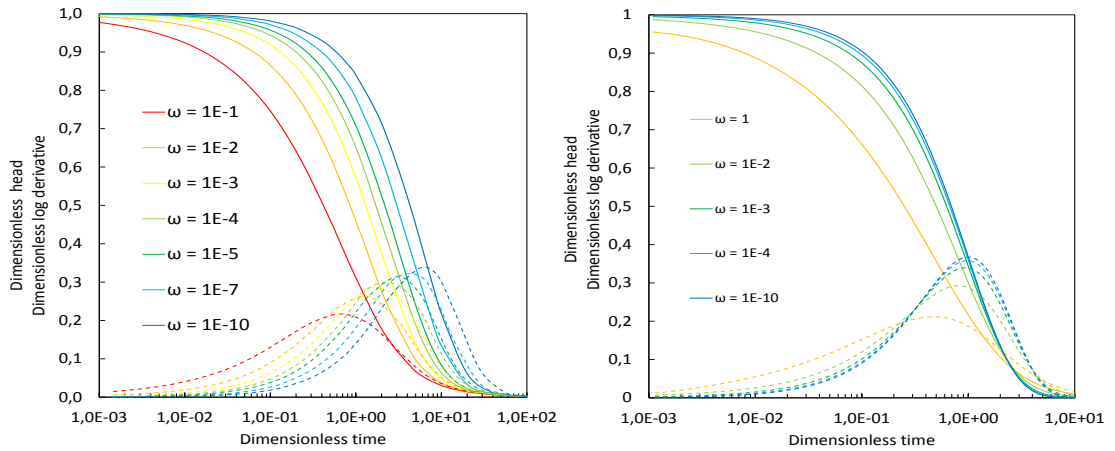 Dimensionless head
Dimensionless log derivative
1,0
0,9
0,8
0,7
0,6
0,5
0,4
0,3
0,2
0,1
0,0
ω = 1E-1
ω = 1E-2
ω = 1E-3
ω = 1E-4
ω = 1E-5
ω = 1E-7
ω = 1E-10
1,0E-03 1,0E-02 1,0E-01 1,0E+00 1,0E+01 1,0E+02
Dimensionless time
Dimensionless head
Dimensionless log derivative
1
0,9
0,8
0,7
0,6
0,5
0,4
0,3
0,2
0,1
0
ω = 1
ω = 1E-2
ω = 1E-3
ω = 1E-4
ω = 1E-10
1,0E-03 1,0E-02 1,0E-01 1,0E+00 1,0E+01
Dimensionless time